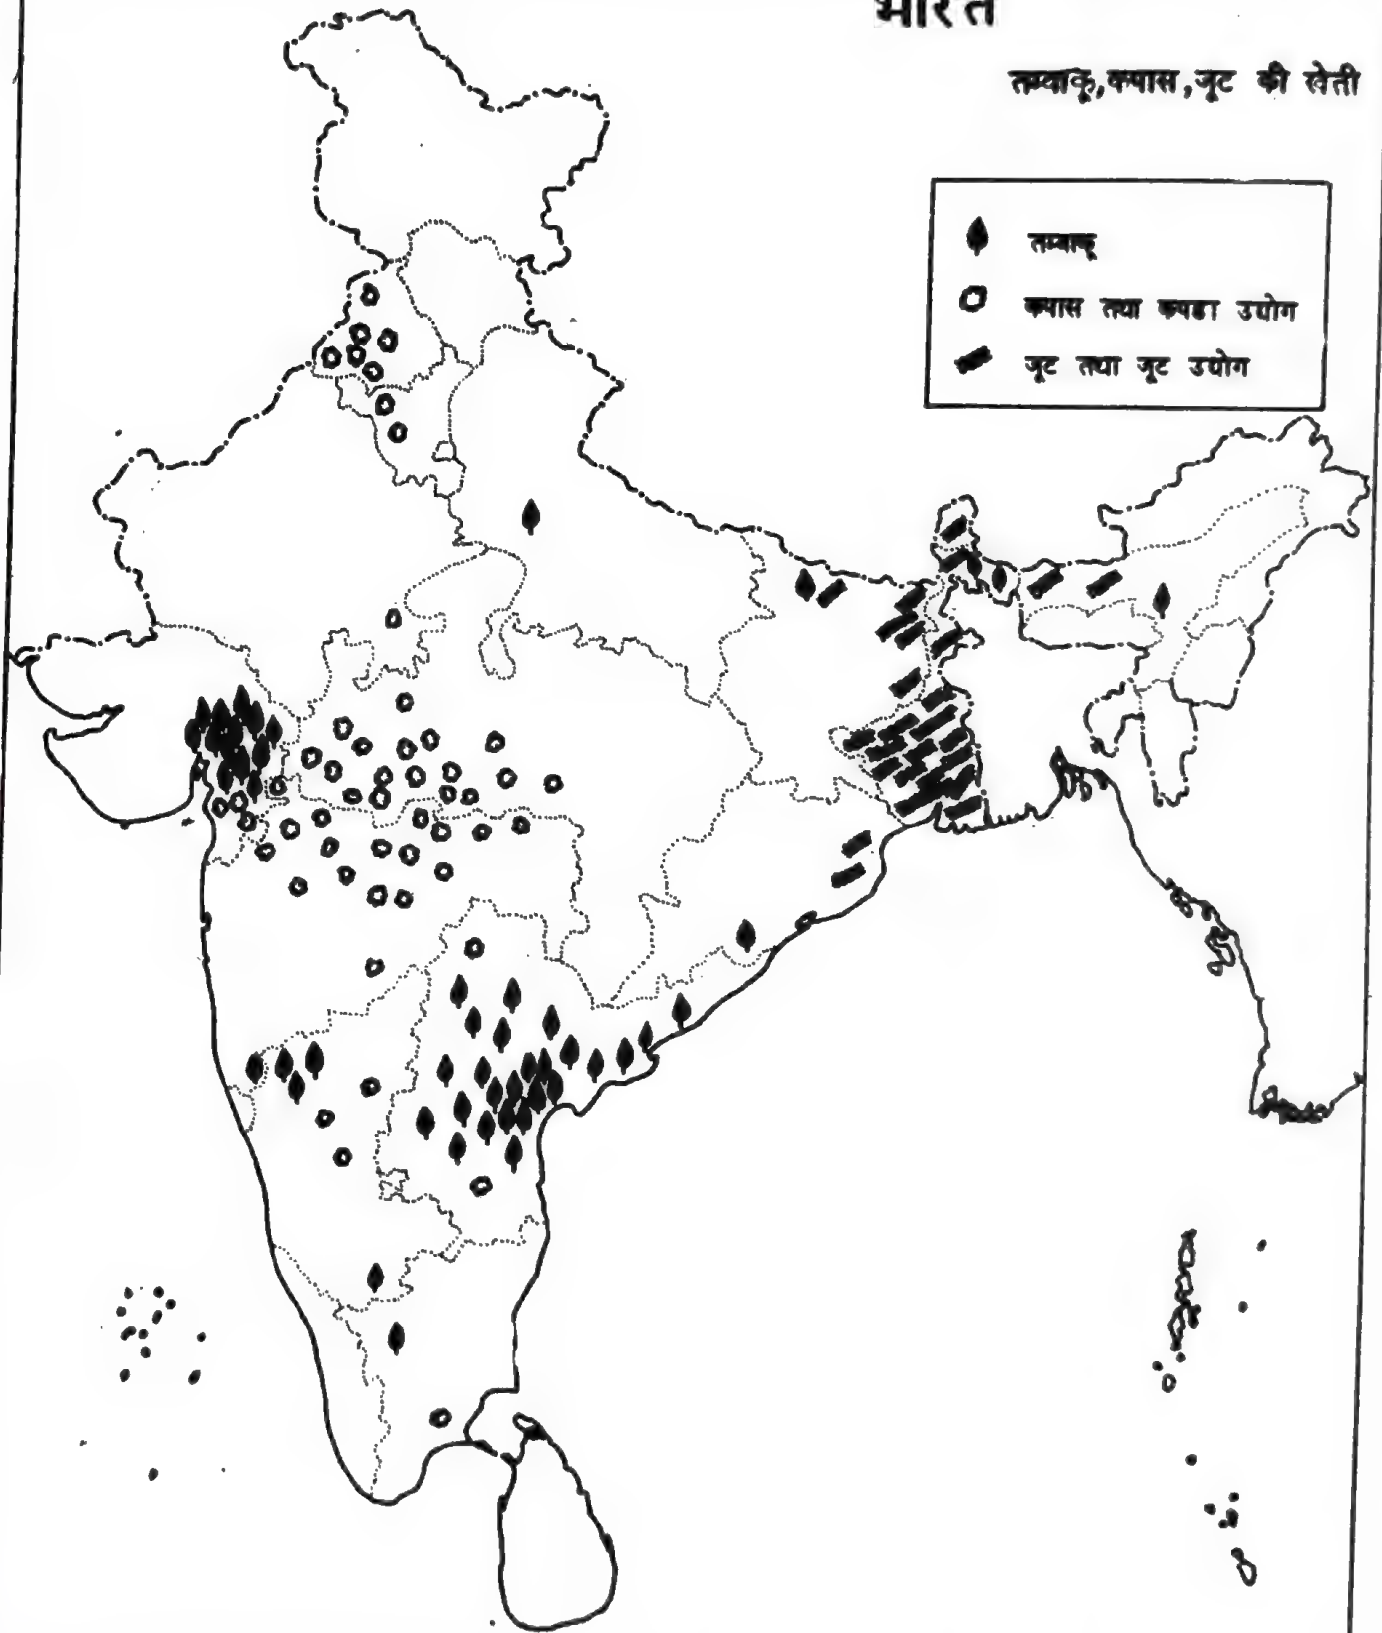 भारत
तम्वाकू,कपास,जूट की खेती
तम्वाकू
कपास तथा कपडा उद्योग
जूट तथा जूट उद्योग